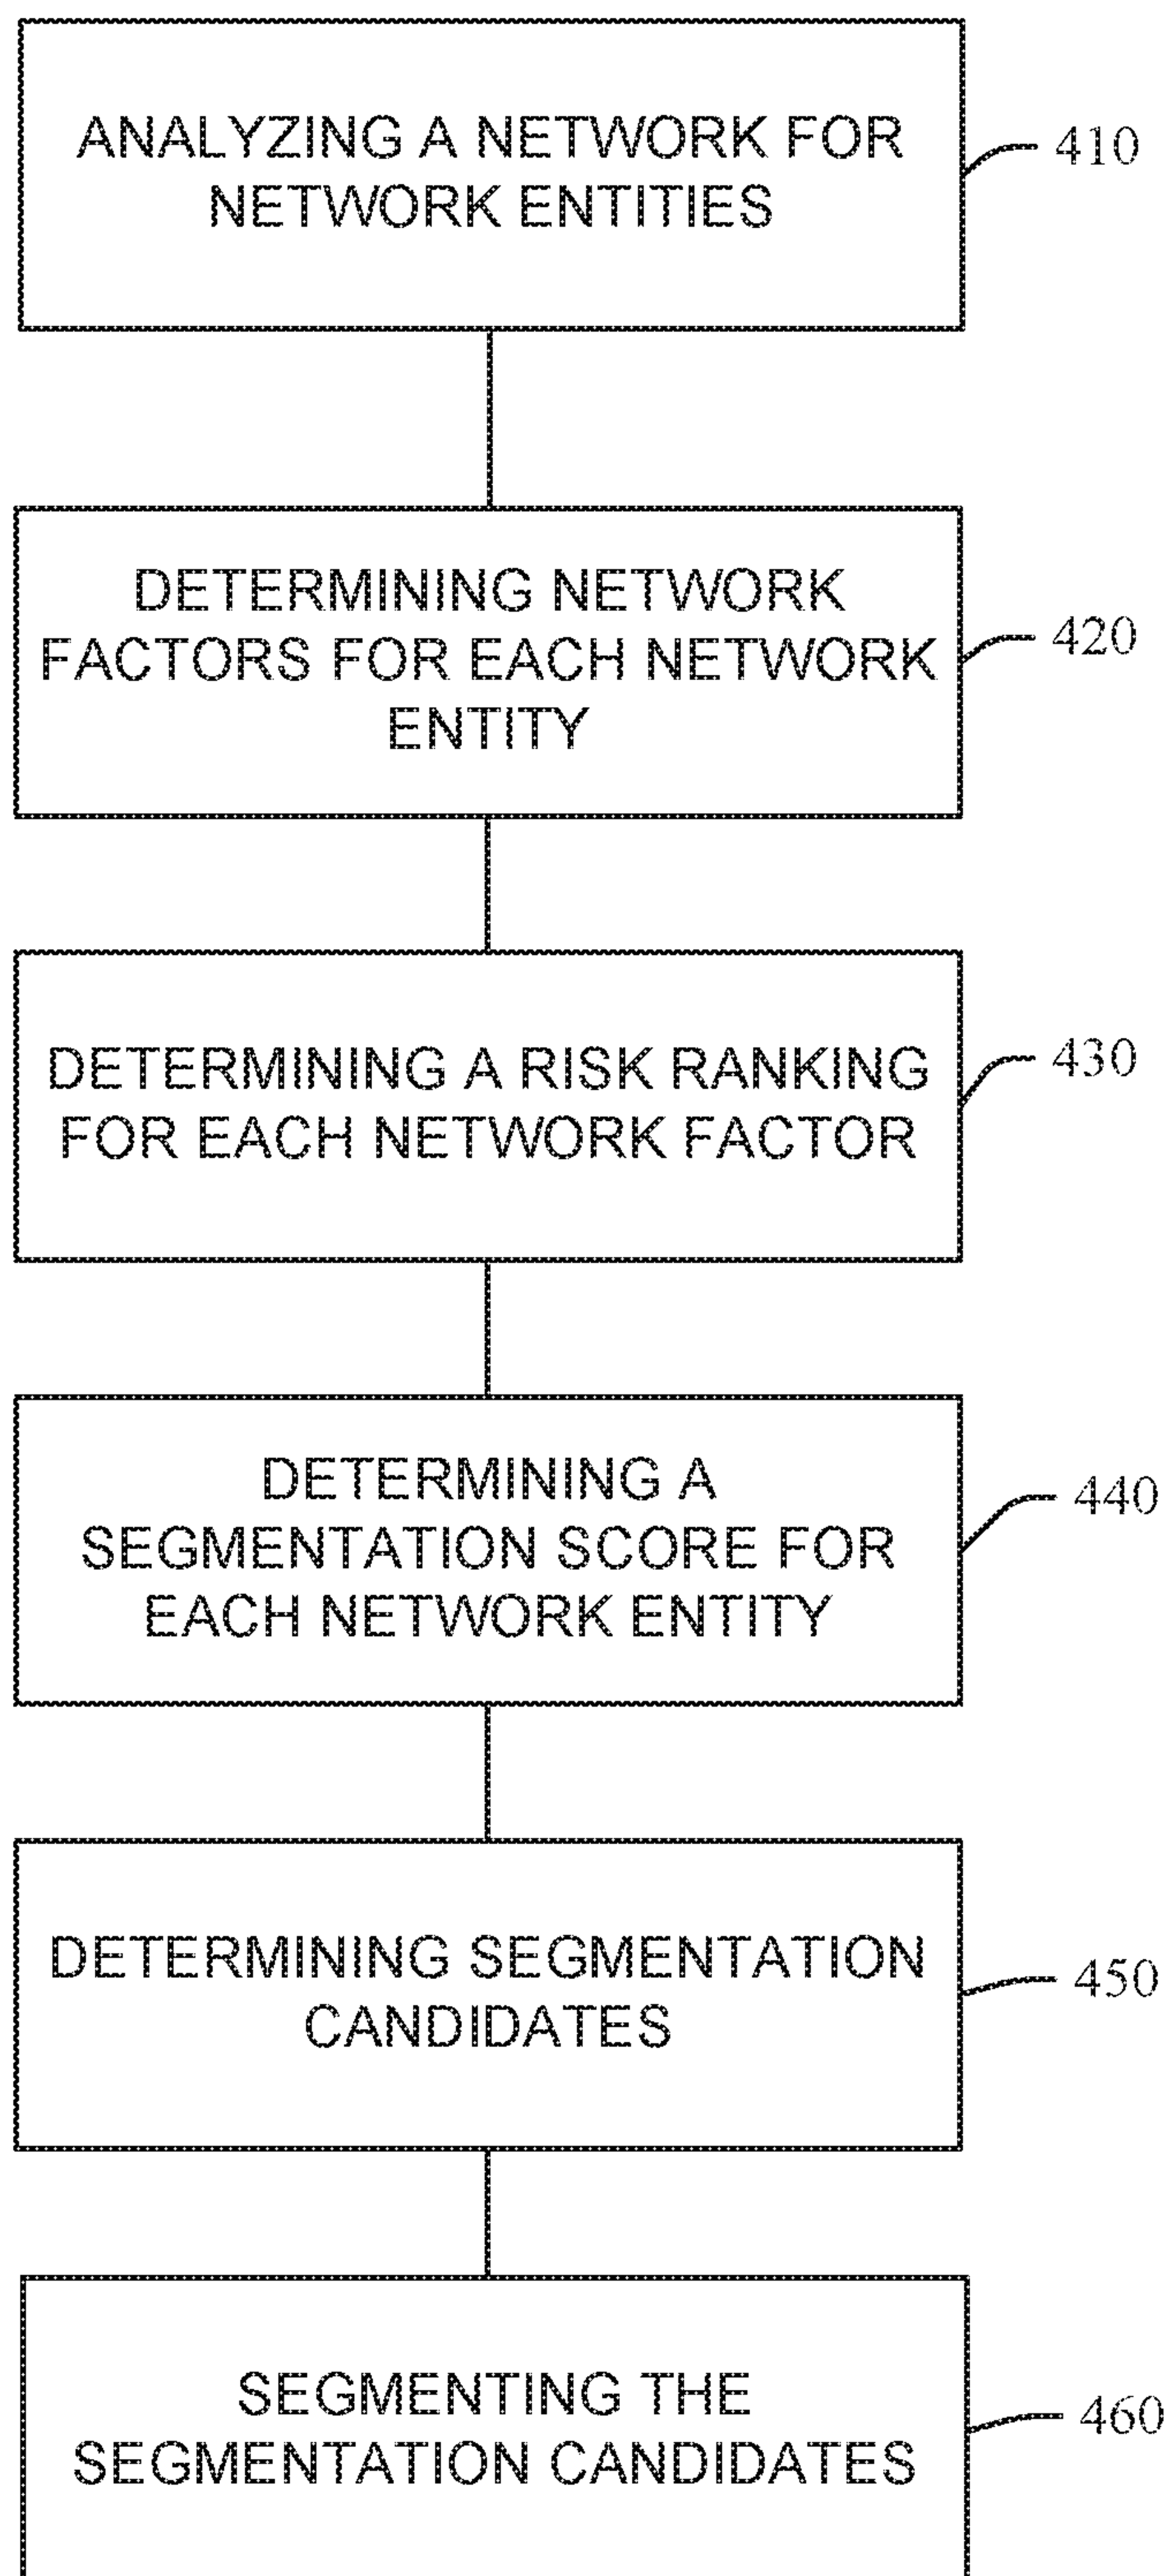 ANALYZING A NETWORK FOR
NETWORK ENTITIES
410
DETERMINING NETWORK
FACTORS FOR EACH NETWORK
ENTITY
420
DETERMINING A RISK RANKING
FOR EACH NETWORK FACTOR
430
DETERMINING A
SEGMENTATION SCORE FOR
EACH NETWORK ENTITY
440
DETERMINING SEGMENTATION
CANDIDATES
450
SEGMENTING THE
SEGMENTATION CANDIDATES
460